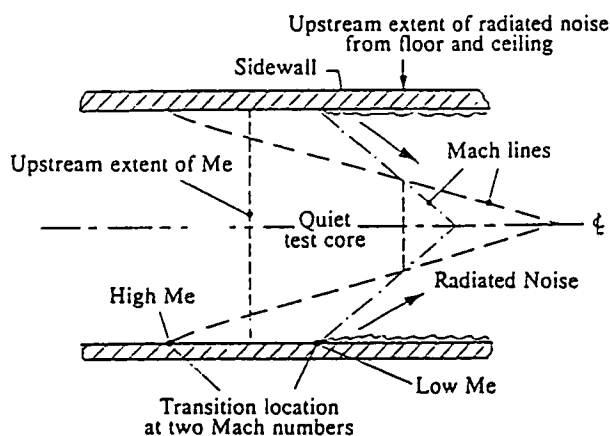 Upstream extent of radiated noise
from floor and ceiling
Sidewall
Upstream extent of Me
Mach lines
Quiet
test core
℄
High Me
Radiated Noise
Low Me
Transition location
at two Mach numbers